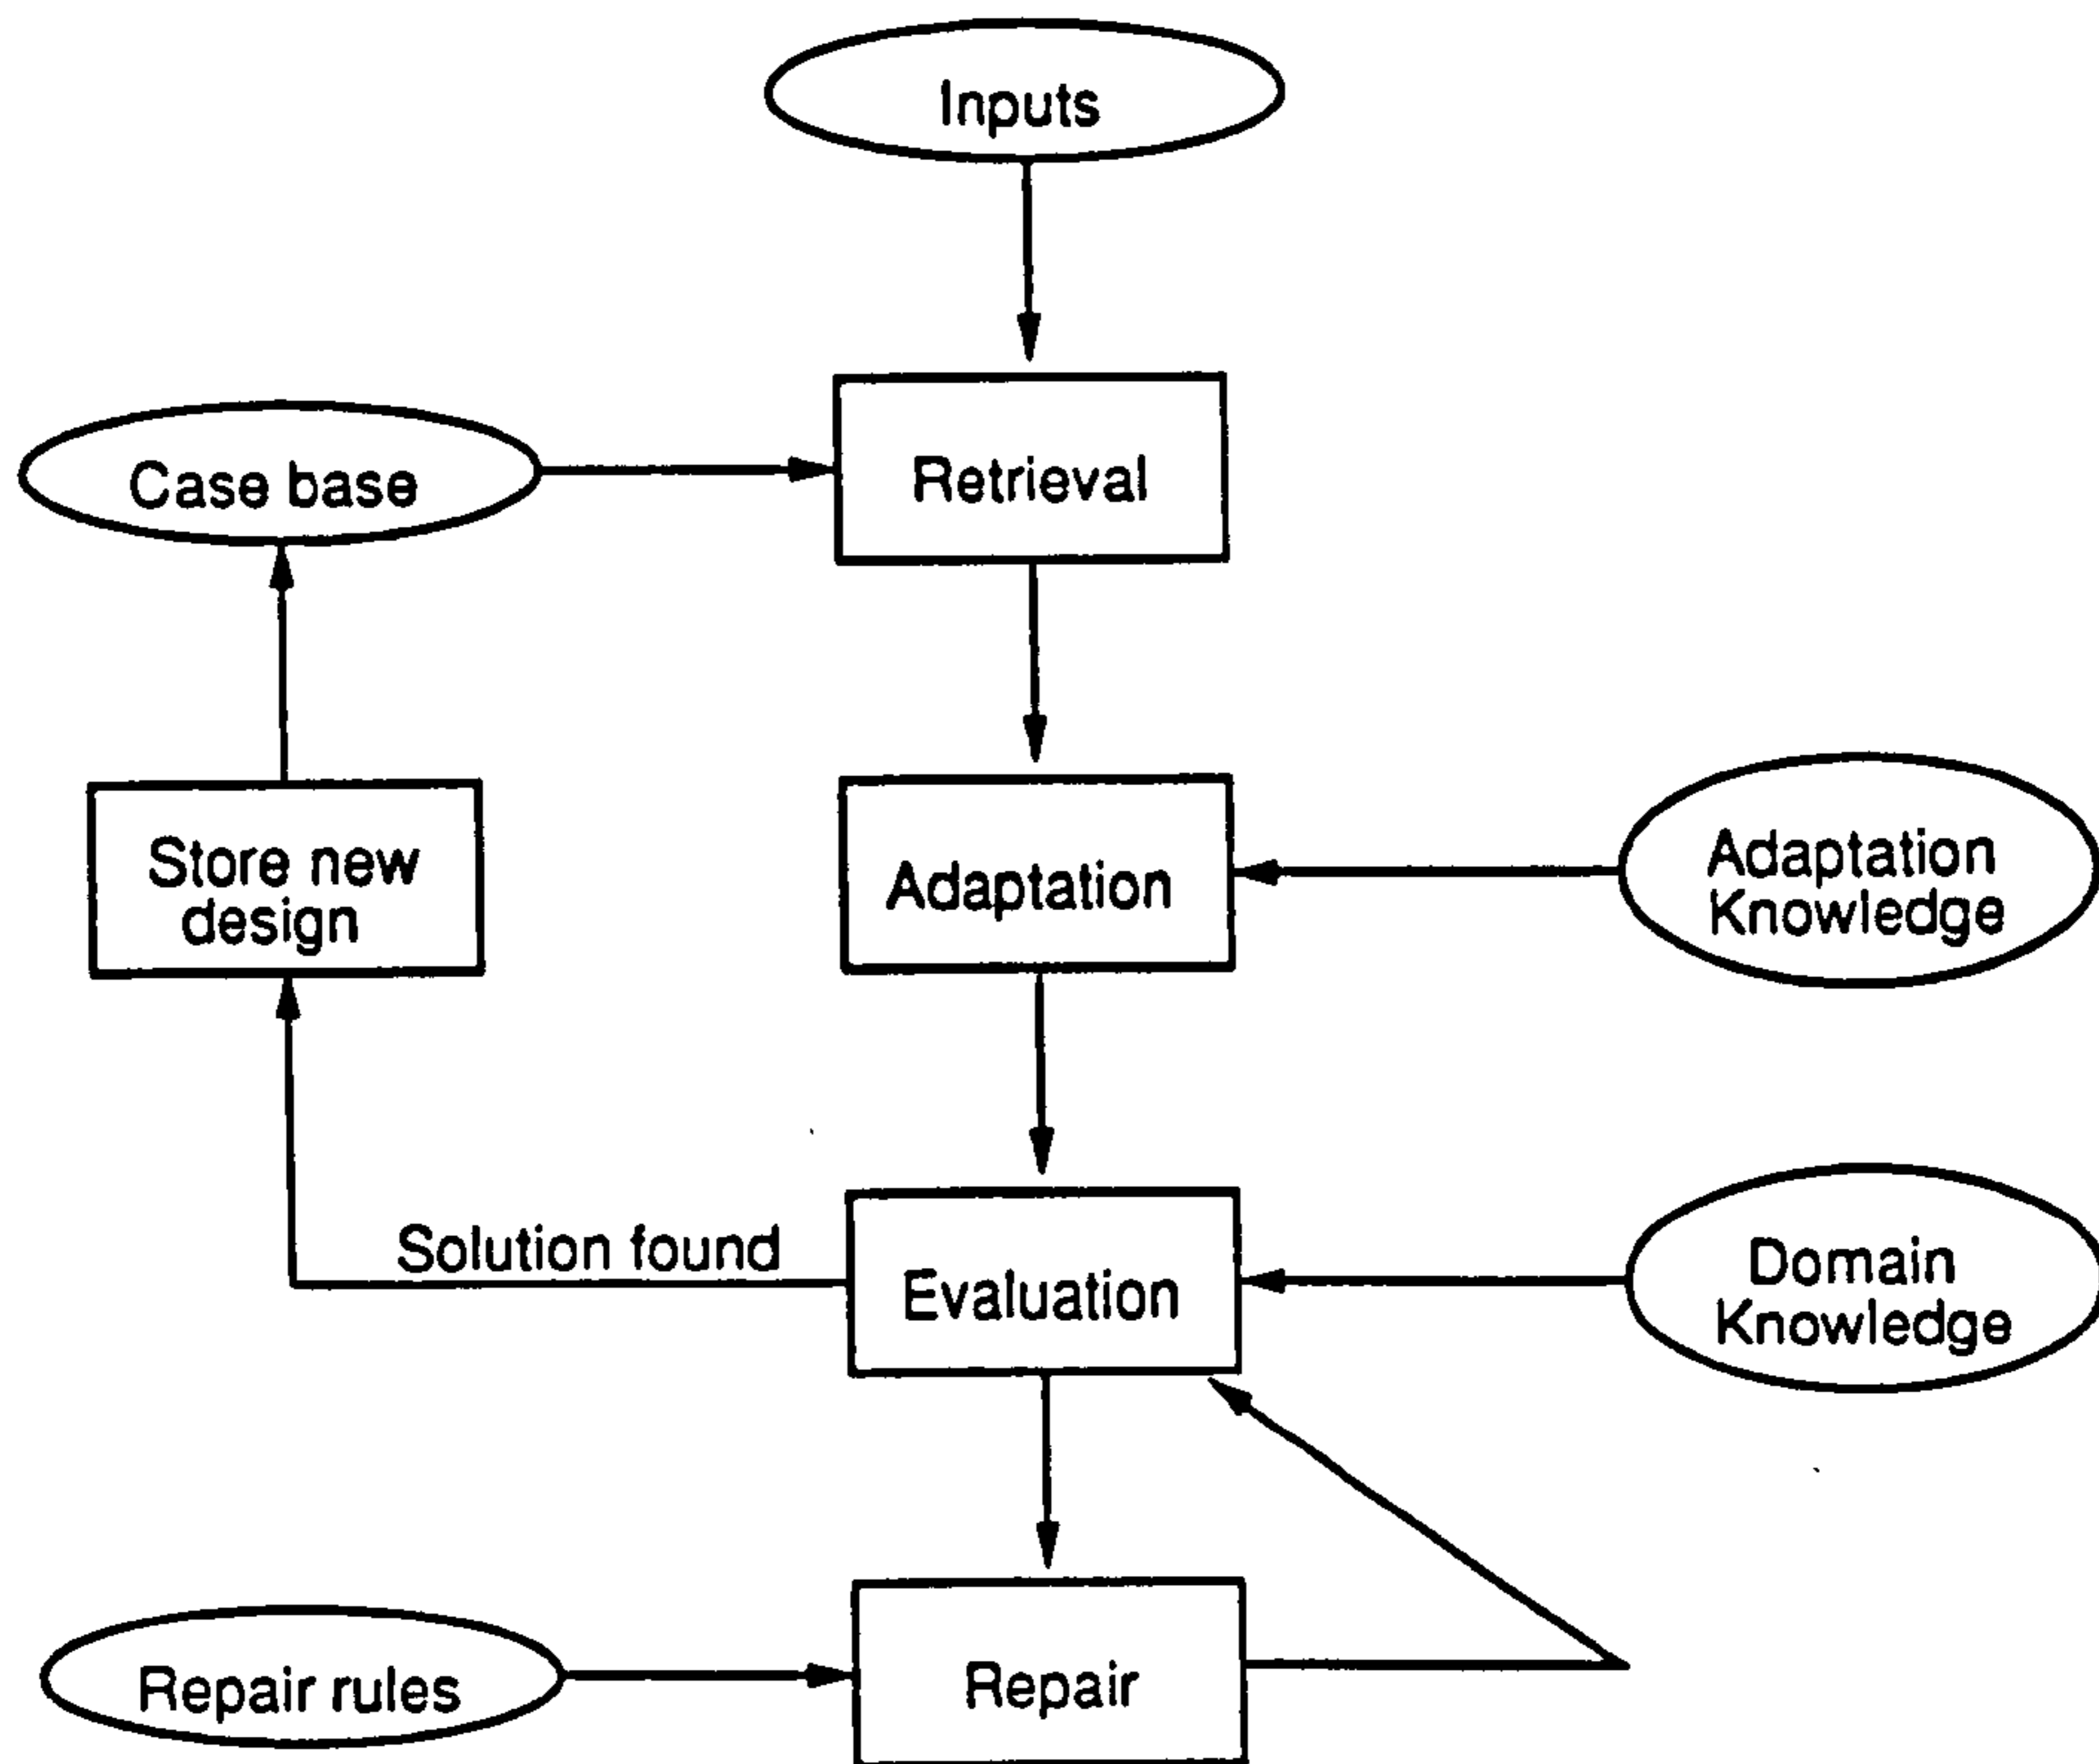 Inputs
Case base
Retrieval
Store new
design
Adaptation
Adaptation
Knowledge
Solution found
Evaluation
Domain
Knowledge
Repair rules
Repair